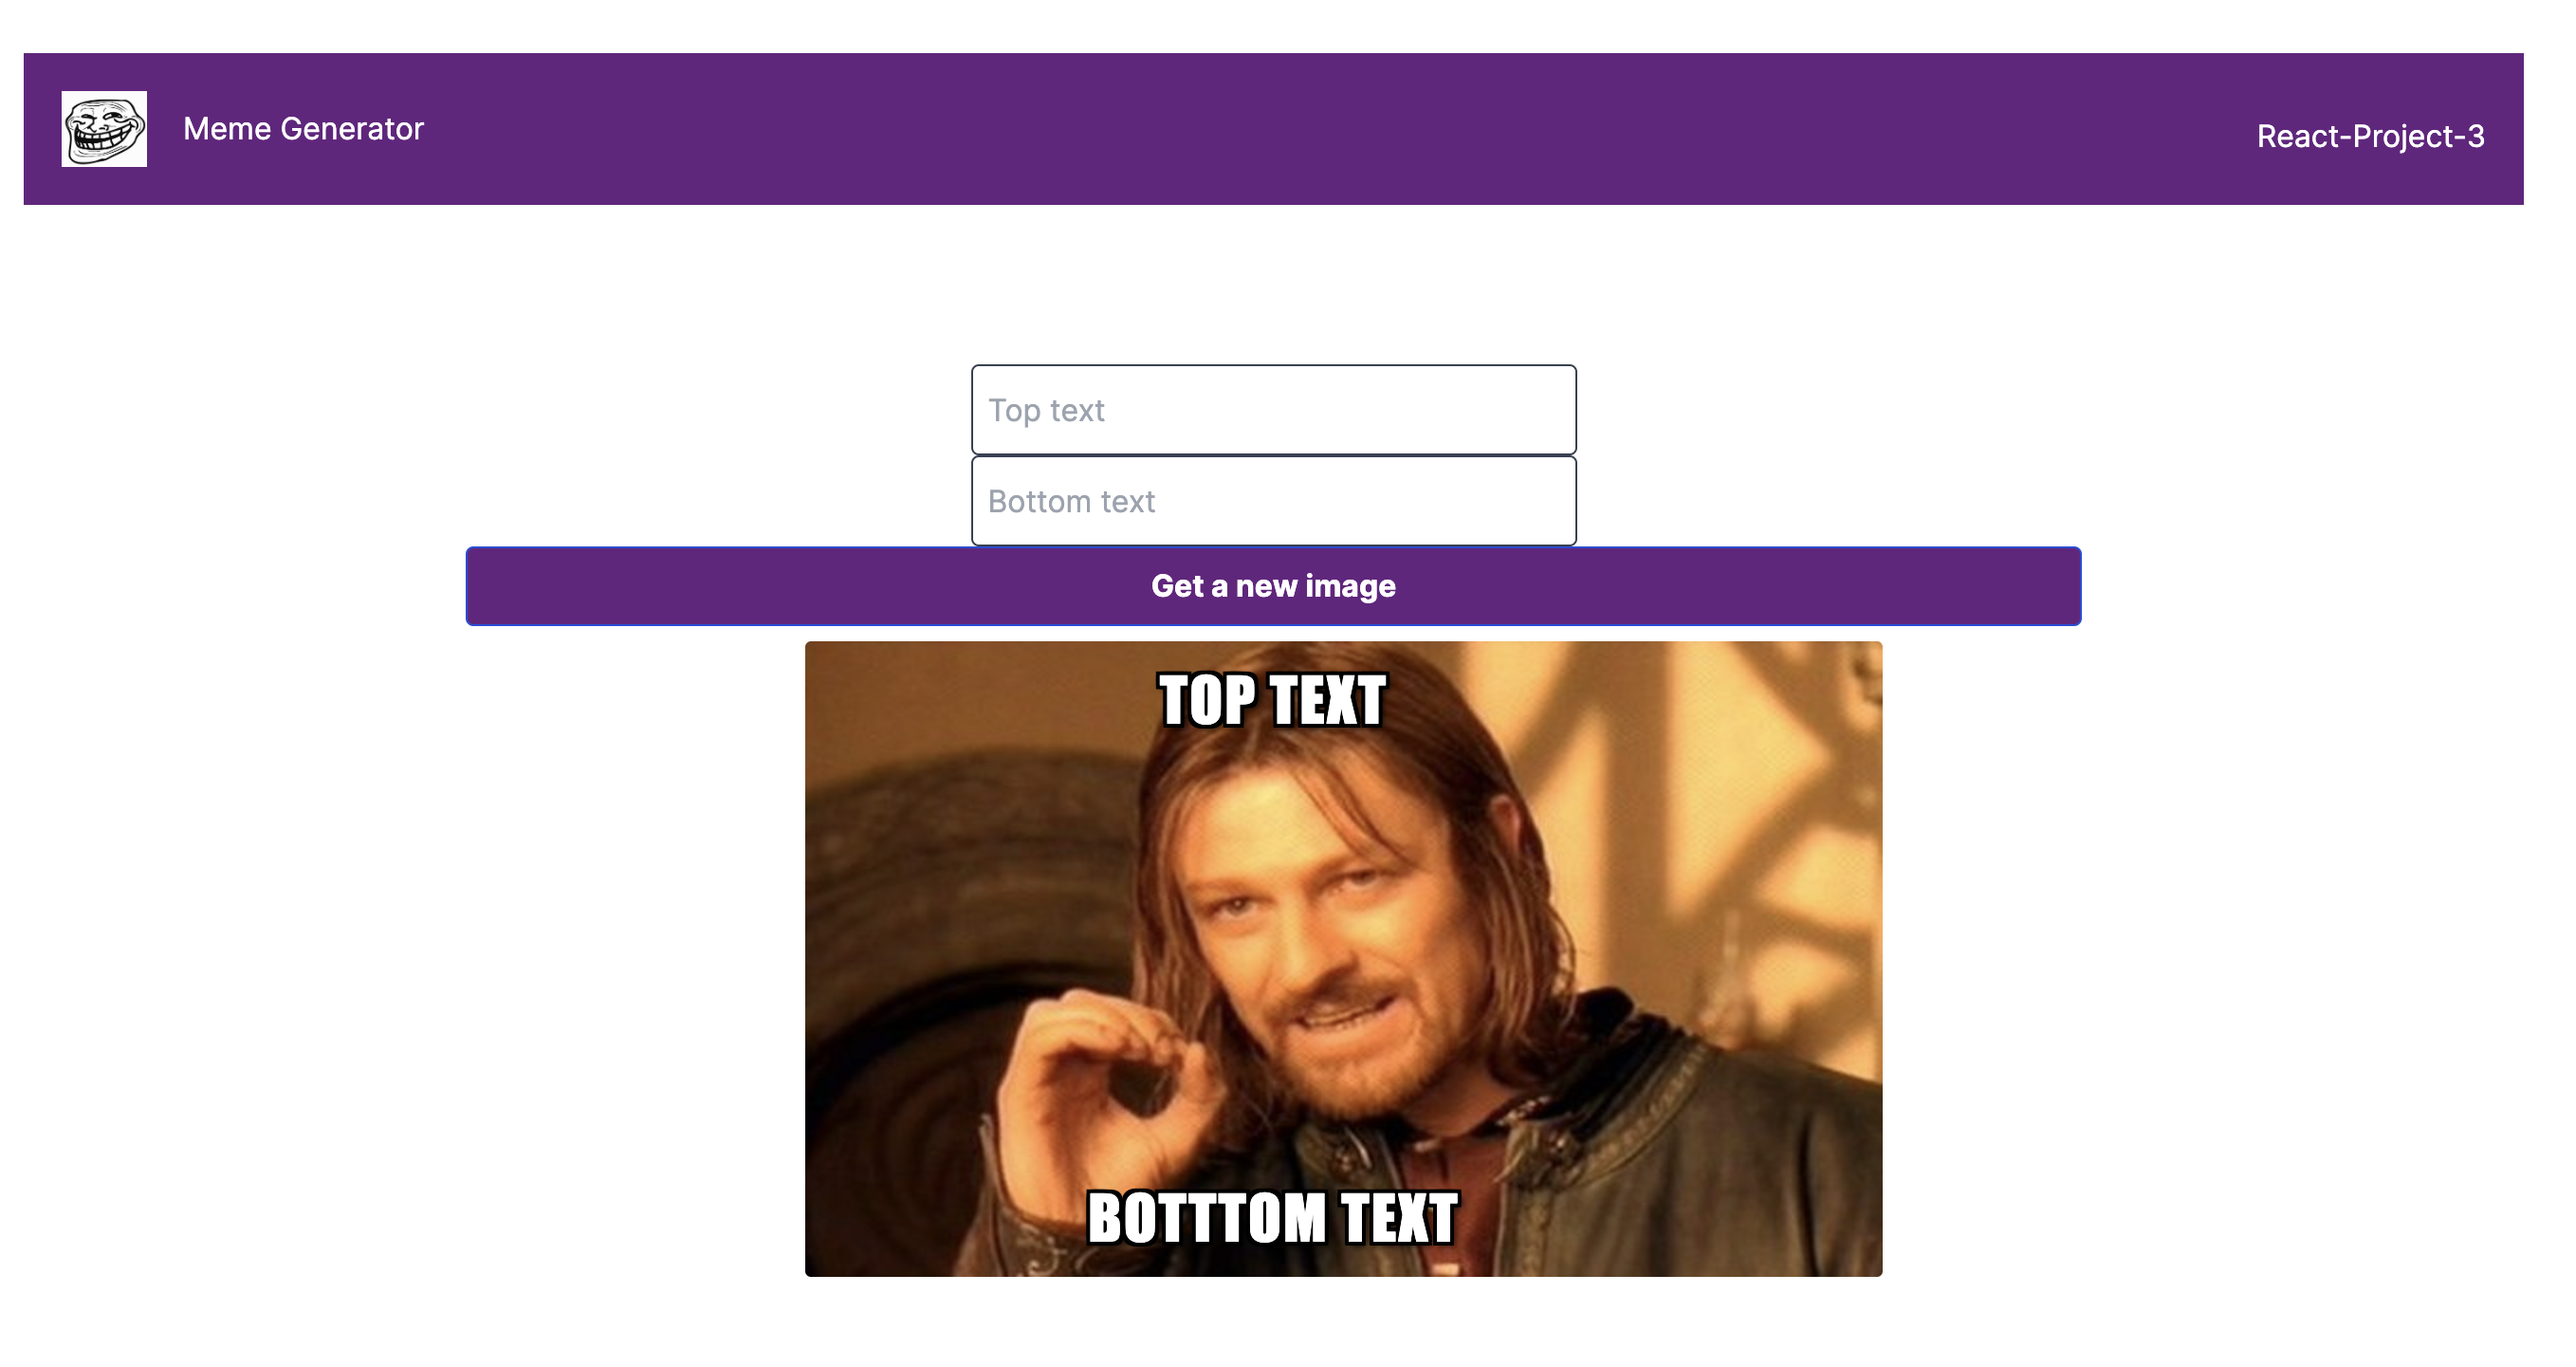 Meme Generator
React-Project-3
Top text
Bottom text
Get a new image
TOP TEXT
BOTTTOM TEXT